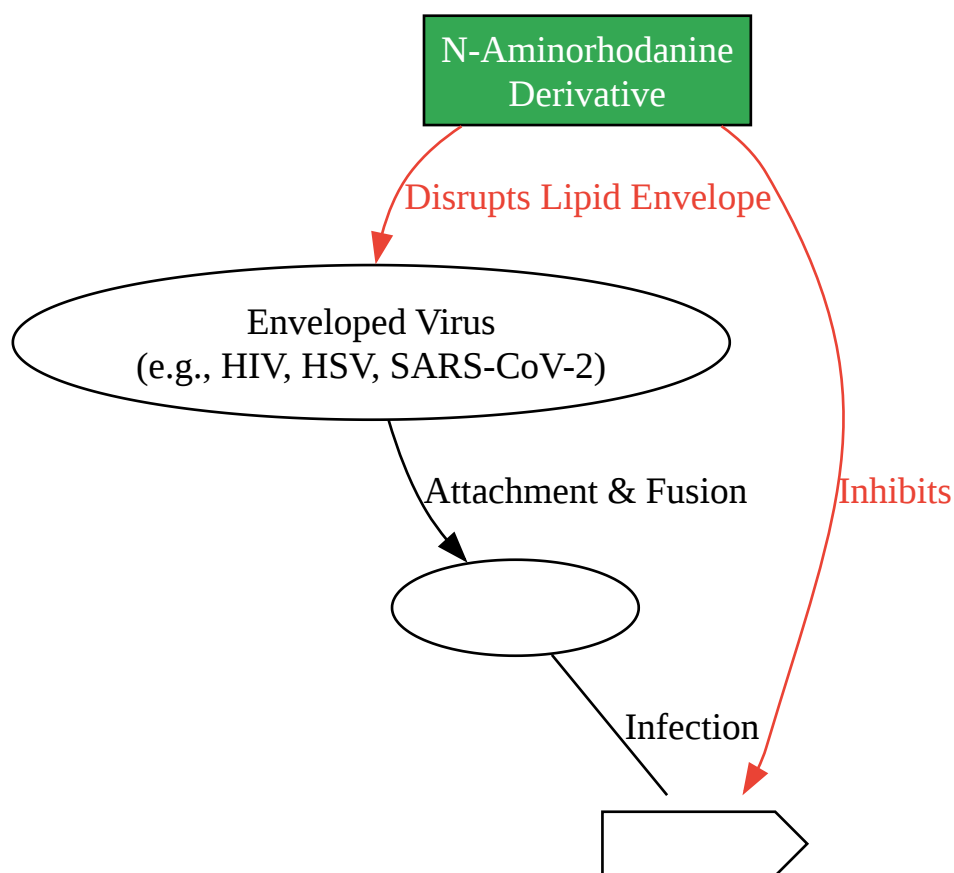 N-Aminorhodanine
Derivative
Disrupts Lipid Envelope
Enveloped Virus
(e.g., HIV, HSV, SARS-CoV-2)
Attachment & Fusion
Inhibits
Infection